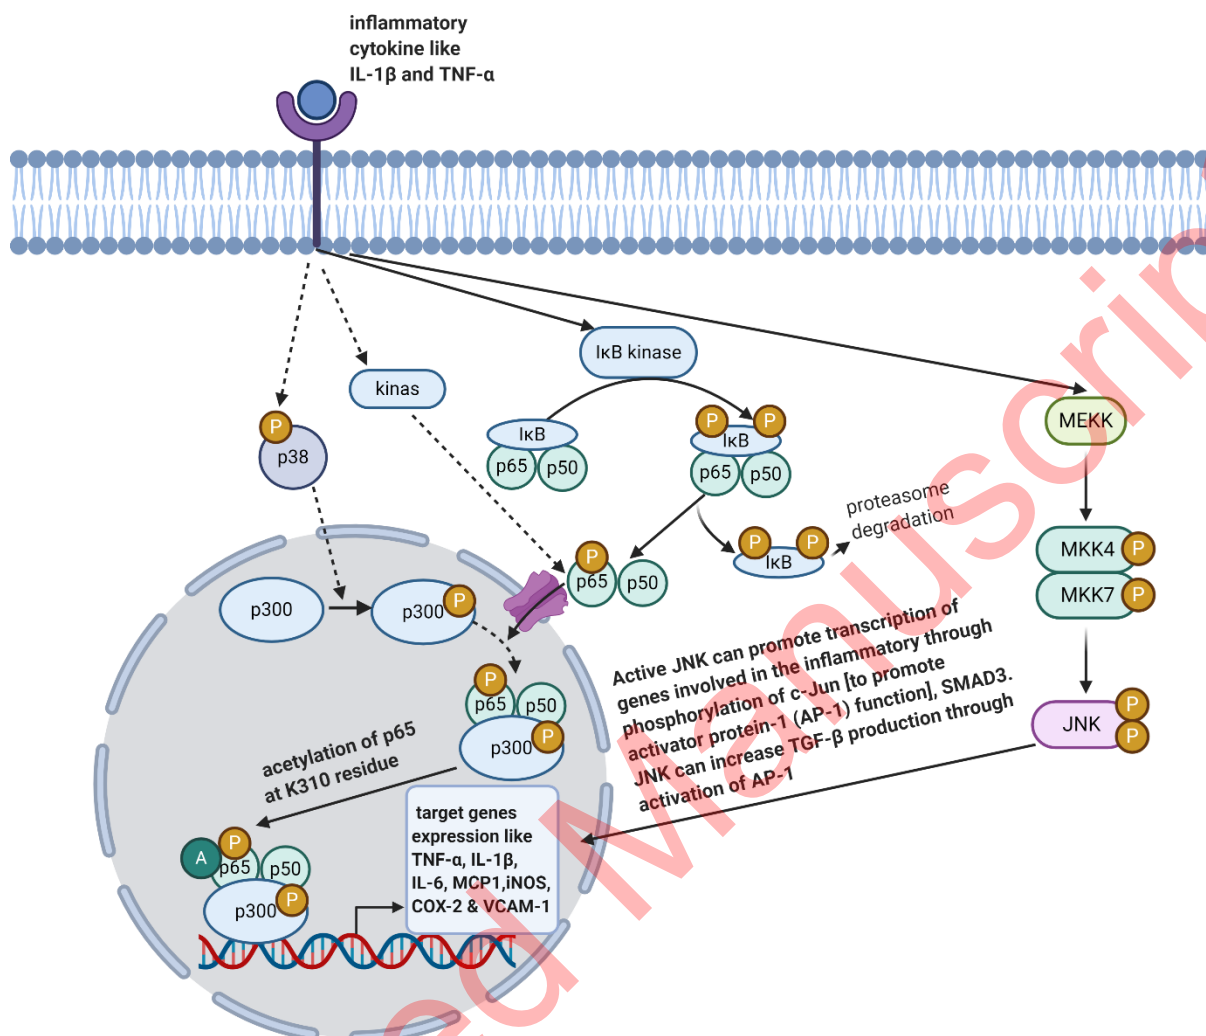 inflammatory
cytokine like
IL-1β and TNF-α
IκB kinase
kinas
P
p38
IκB
p65
p50
P
P
IκB
p65
p50
MEKK
proteasome
degradation
P
P
IκB
P
p65
p50
MKK4
P
MKK7
P
p300
p300
P
Active JNK can promote transcription of
genes involved in the inflammatory through
phosphorylation of c-Jun [to promote
activator protein-1 (AP-1) function], SMAD3.
JNK can increase TGF-β production through
activation of AP-1
P
p65
p50
p300
P
JNK
P
P
acetylation of p65
at K310 residue
target genes
expression like
TNF-α, IL-1β,
IL-6, MCP1,iNOS,
COX-2 & VCAM-1
A
P
p65
p50
p300
P
Manuscrip